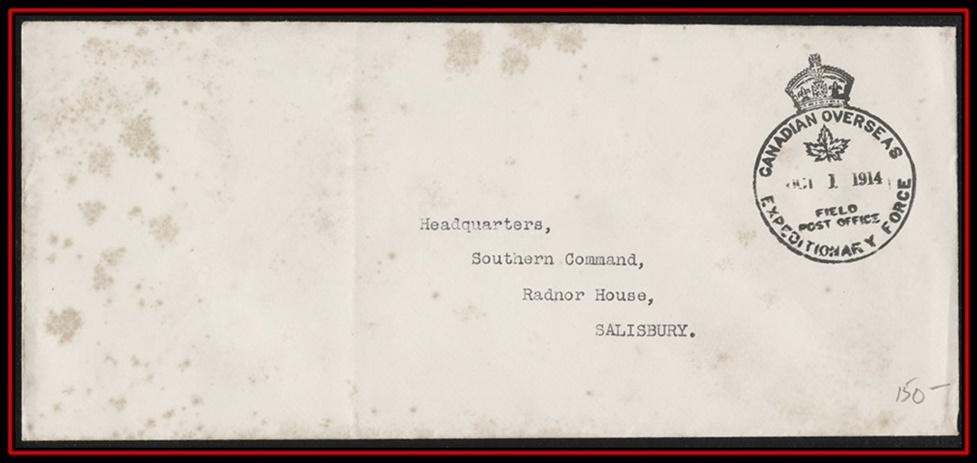 CANADIAN OVERSEAS
OCT 1 1914
FIELD
POST OFFICE
EXPEDITIONARY FORCE
Headquarters,
Southern Command,
Radnor House,
SALISBURY.
150-